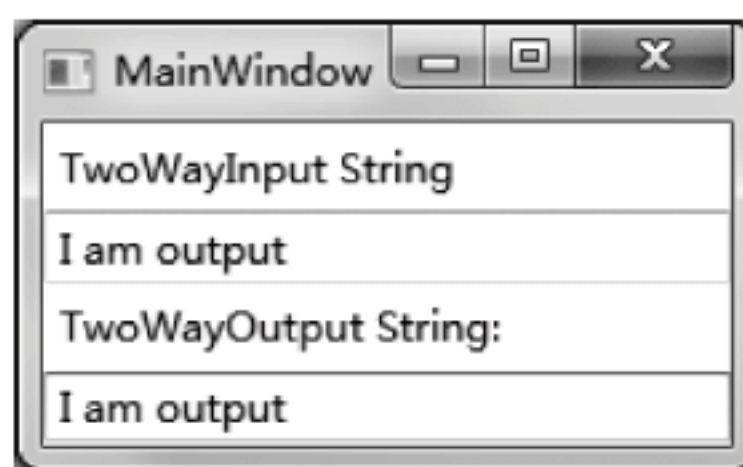 MainWindow
TwoWayInput String
I am output
TwoWayOutput String:
I am output